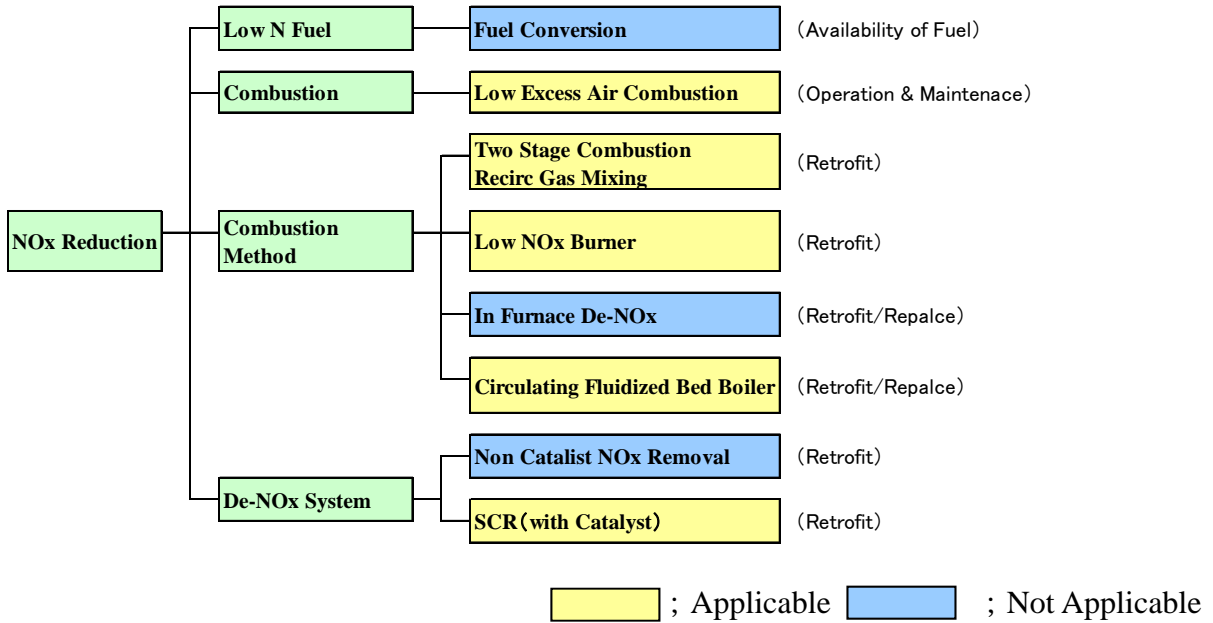 Low N Fuel
Fuel Conversion
(Availability of Fuel)
Combustion
Low Excess Air Combustion
(Operation & Maintenace)
Two Stage Combustion
Recirc Gas Mixing
(Retrofit)
NOx Reduction
Combustion
Method
Low NOx Burner
(Retrofit)
In Furnace De-NOx
(Retrofit/Repalce)
Circulating Fluidized Bed Boiler
(Retrofit/Repalce)
Non Catalist NOx Removal
(Retrofit)
De-NOx System
SCR(with Catalyst)
(Retrofit)
; Applicable
; Not Applicable